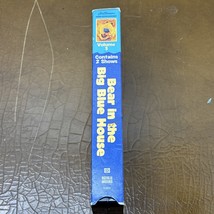 Volume
1
Contains
2 Shows
Bear in the
Big Blue House